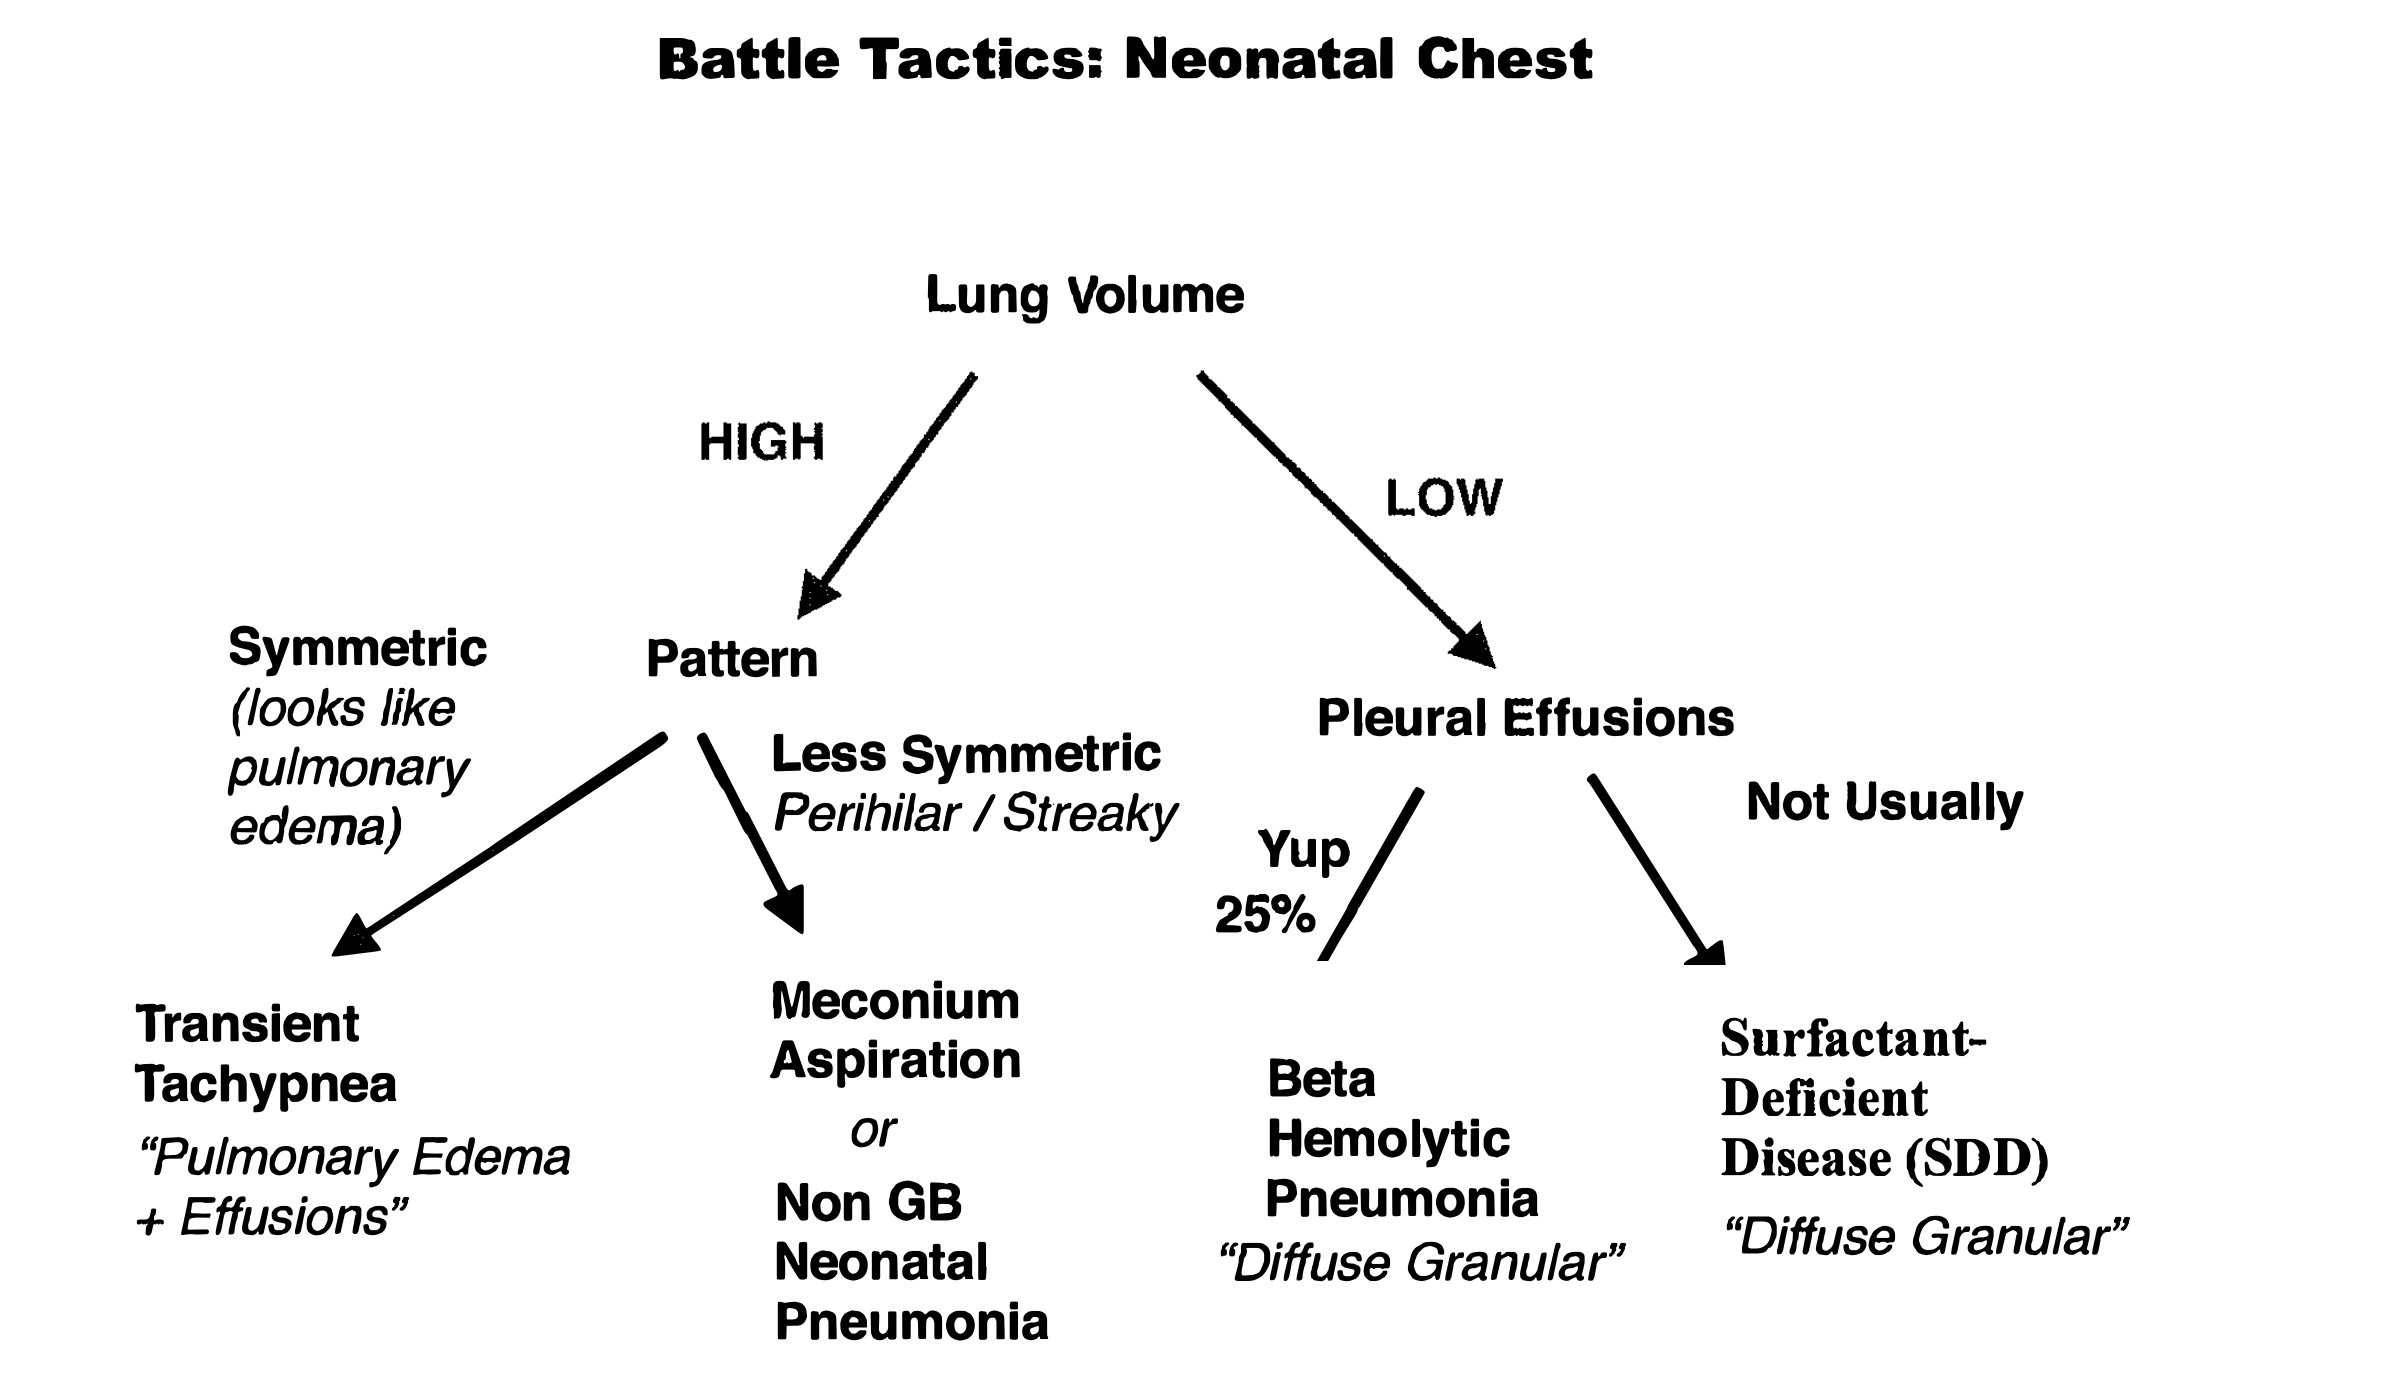 Battle Tactics: Neonatal Chest
Lung Volume
HIGH
LOW
Symmetric
(looks like
pulmonary
edema)
Pattern
Less Symmetric
Perihilar / Streaky
Pleural Effusions
Not Usually
Yup
25%
Transient
Tachypnea
“Pulmonary Edema
+ Effusions”
Meconium
Aspiration
or
Non GB
Neonatal
Pneumonia
Beta
Hemolytic
Pneumonia
“Diffuse Granular”
Surfactant-
Deficient
Disease (SDD)
“Diffuse Granular”